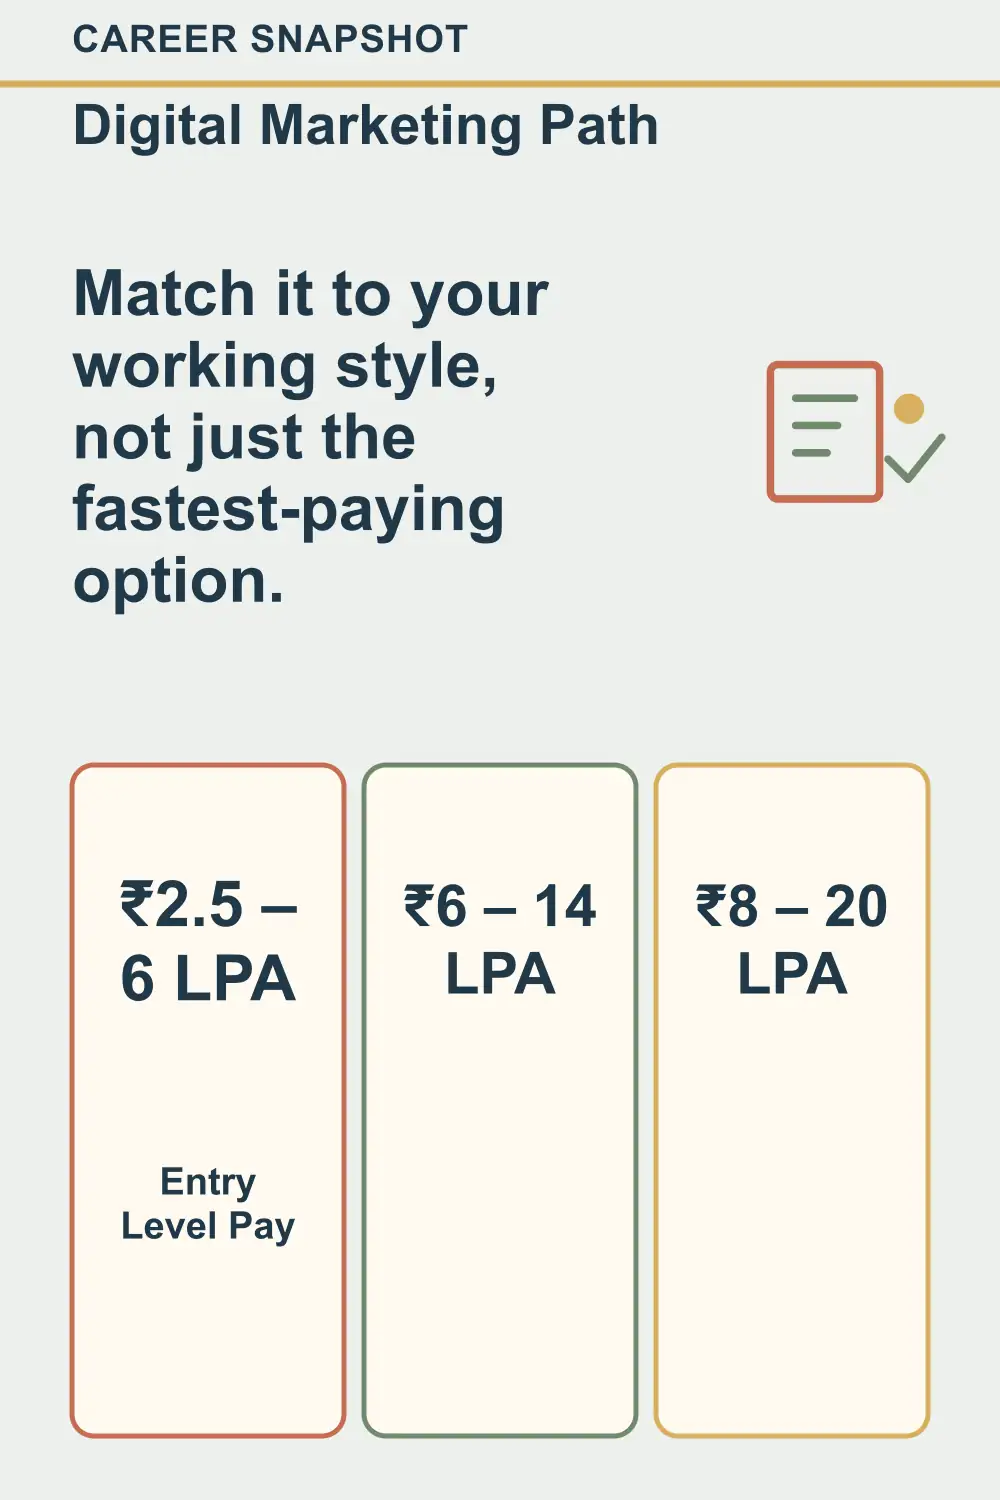 CAREER SNAPSHOT
Digital Marketing Path
Match it to your
working style,
not just the
fastest-paying
option.
₹2.5 –
6 LPA
Entry
Level Pay
₹6 – 14
LPA
₹8 – 20
LPA